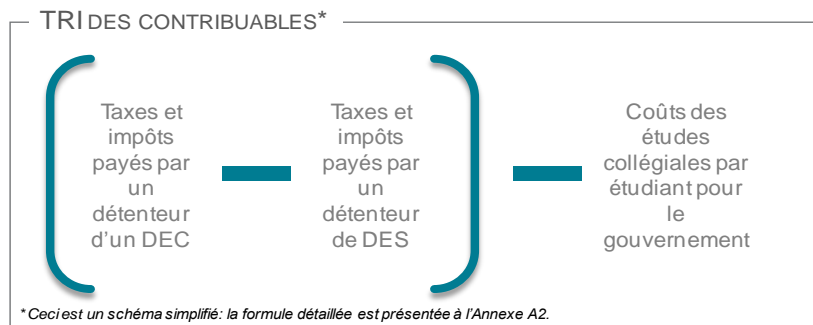 TRI DES CONTRIBUABLES*
Taxes et
impôts
payés par
un
détenteur
d'un DEC
Taxes et
impôts
payés par
un
détenteur
de DES
Coûts des
études
collégiales par
étudiant pour
le
gouvernement
*Ceci est un schéma simplifié: la formule détaillée est présentée à l'Annexe A2.